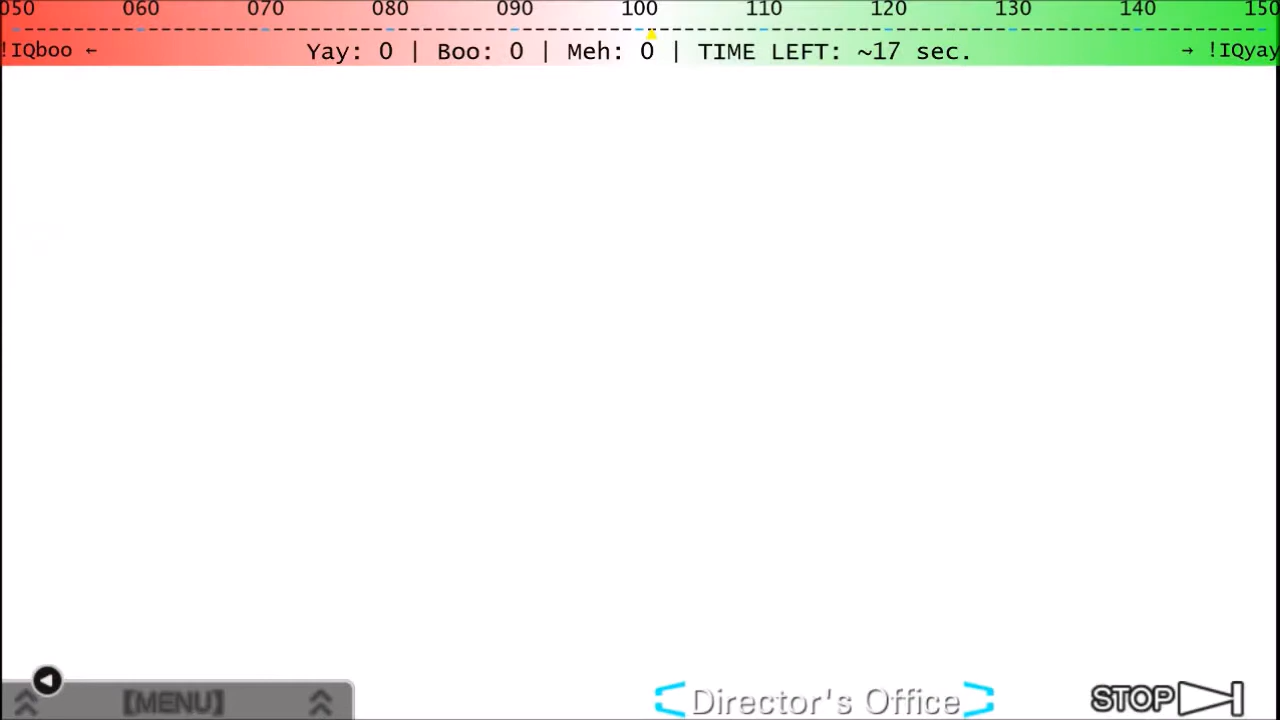 050 060 070 080 090 100 110 120 130 140 150
!IQboo ← Yay: 0 | Boo: 0 | Meh: 0 | TIME LEFT: ~17 sec. → !IQyay
【MENU】 Director's Office STOP